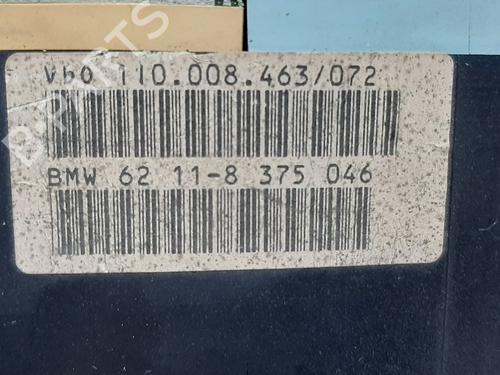 VDO 110.008.463/072
BMW 62 11-8 375 046
B-PARTS